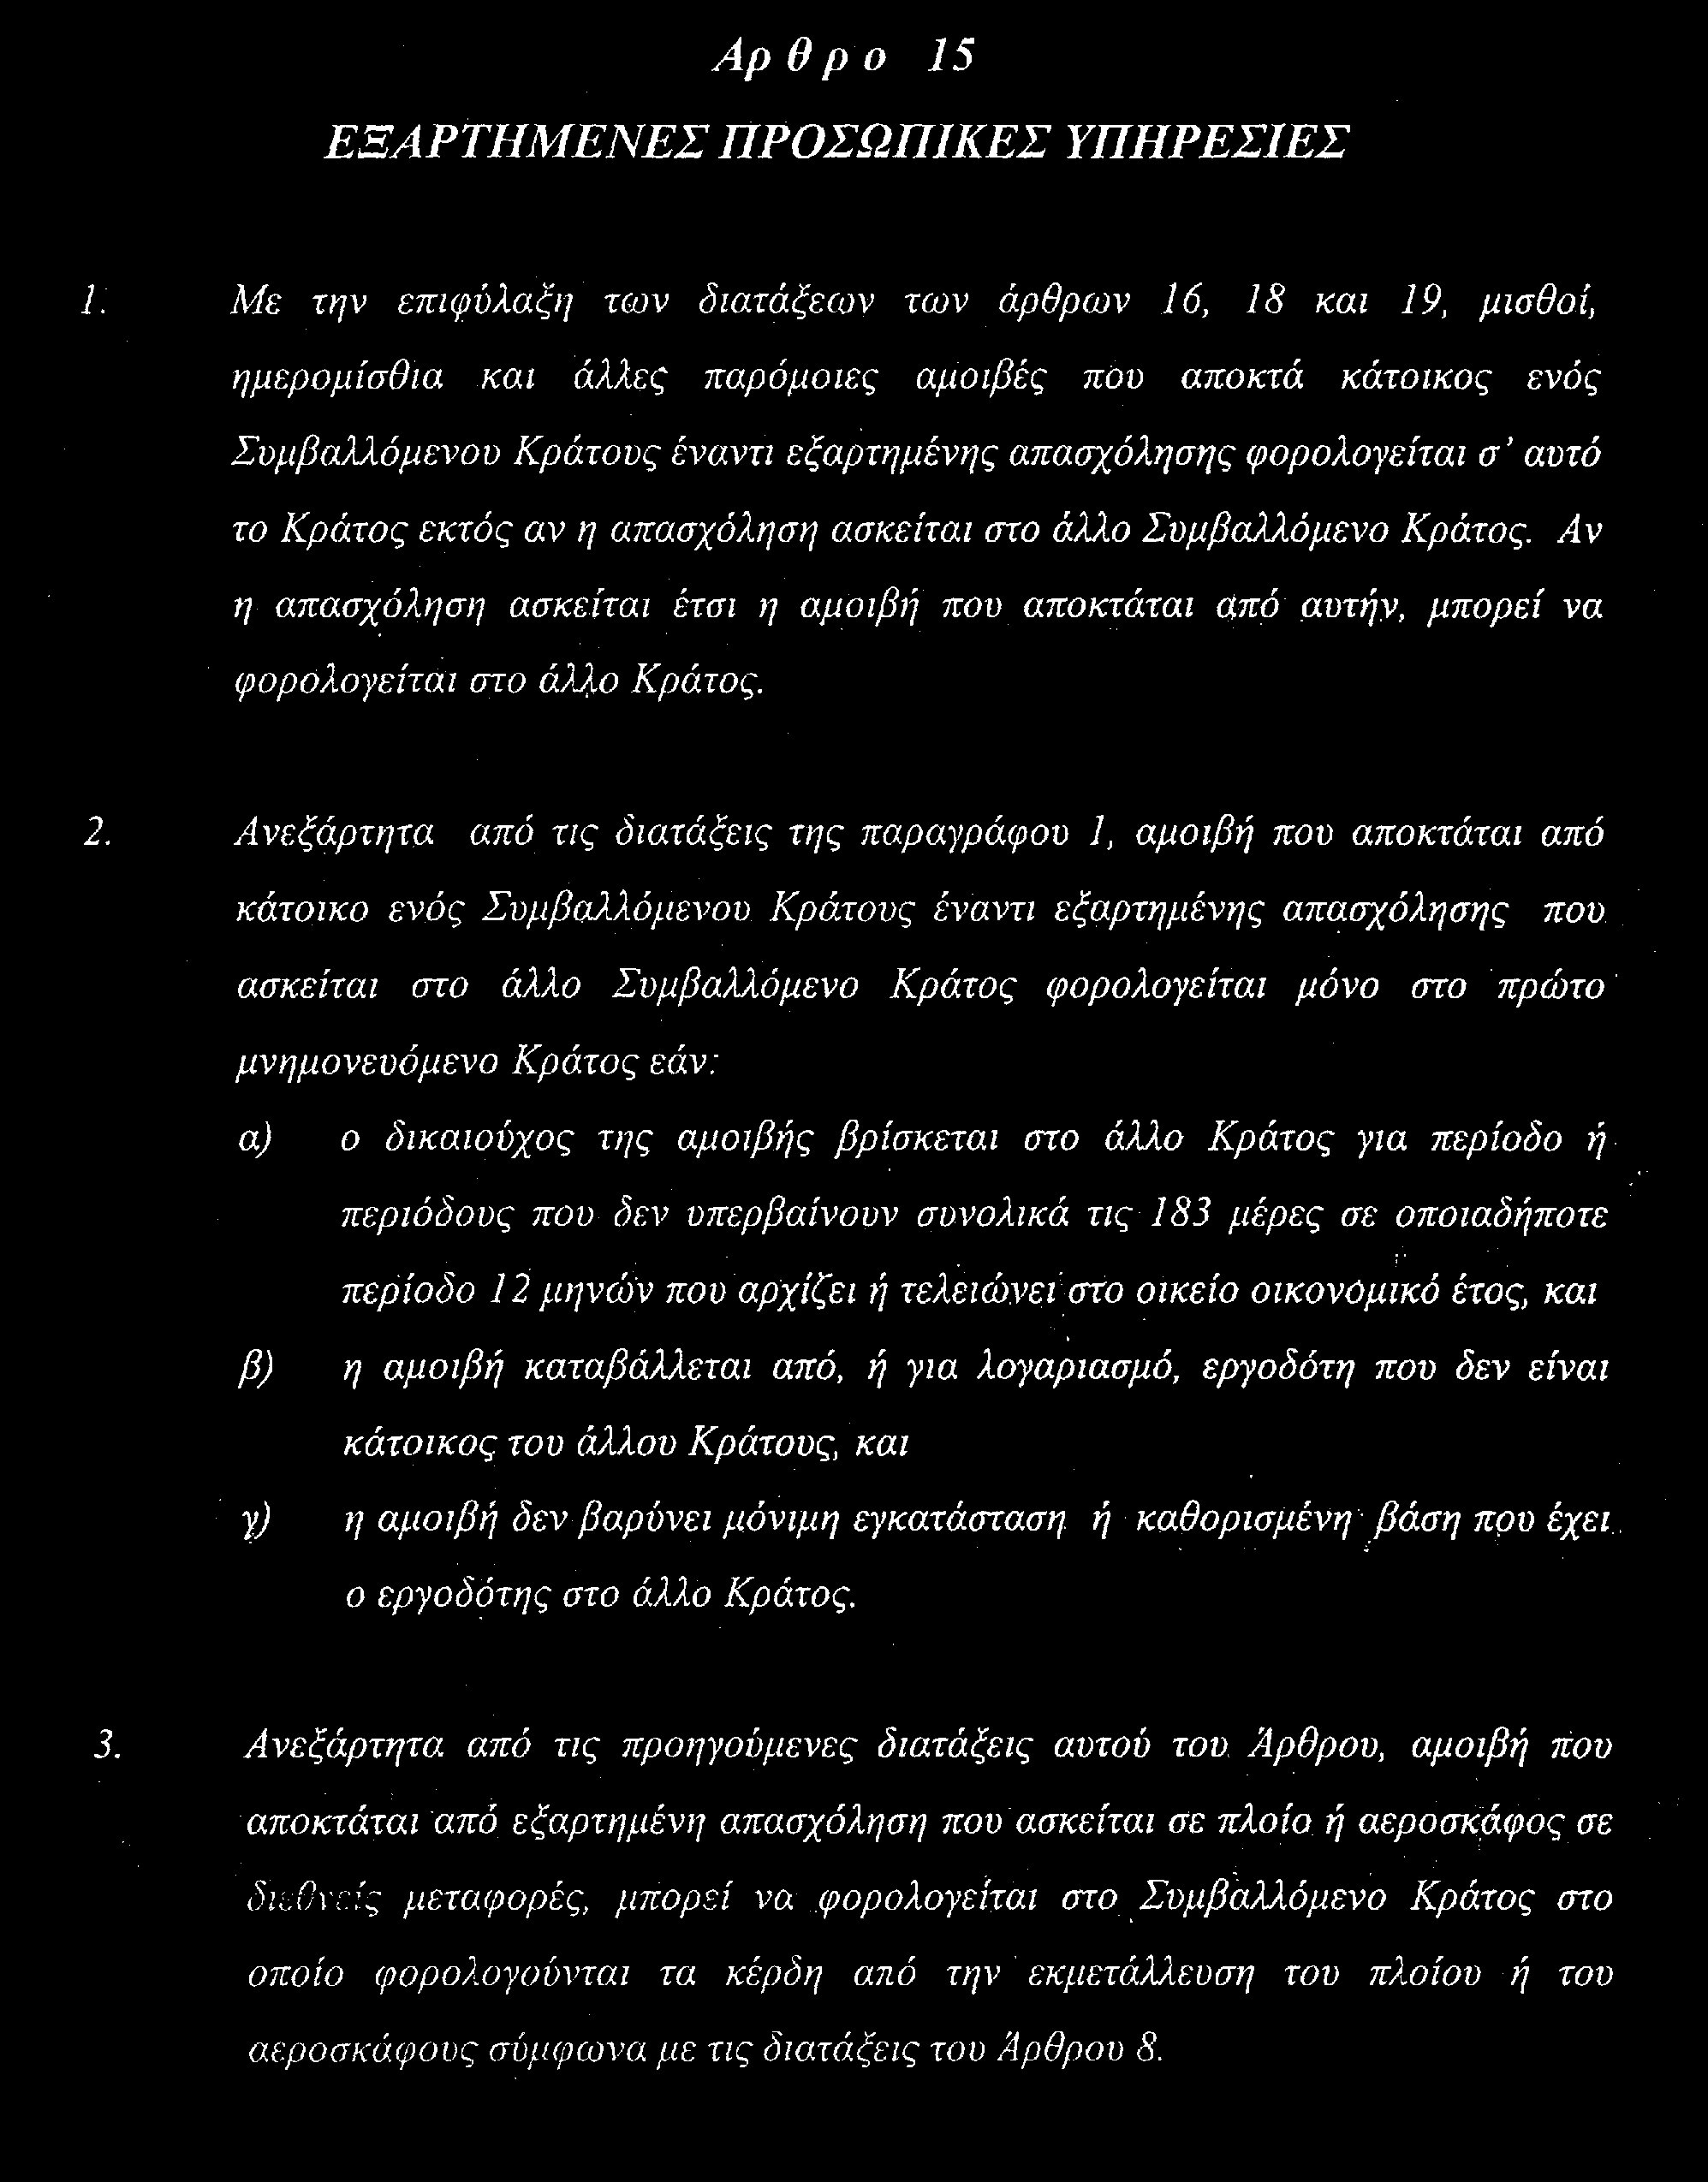 Αρθρο 15
ΕΞΑΡΤΗΜΕΝΕΣ ΠΡΟΣΩΠΙΚΕΣ ΥΠΗΡΕΣΙΕΣ
1. Με την επιφύλαξη των διατάξεων των άρθρων 16, 18 και 19, μισθοί,
ημερομίσθια και άλλες παρόμοιες αμοιβές που αποκτά κάτοικος ενός
Συμβαλλόμενου Κράτους έναντι εξαρτημένης απασχόλησης φορολογείται σ’ αυτό
το Κράτος εκτός αν η απασχόληση ασκείται στο άλλο Συμβαλλόμενο Κράτος. Αν
η απασχόληση ασκείται έτσι η αμοιβή που αποκτάται από αυτήν, μπορεί να
φορολογείται στο άλλο Κράτος.
2. Ανεξάρτητα από τις διατάξεις της παραγράφου 1, αμοιβή που αποκτάται από
κάτοικο ενός Συμβαλλόμενου Κράτους έναντι εξαρτημένης απασχόλησης που
ασκείται στο άλλο Συμβαλλόμενο Κράτος φορολογείται μόνο στο πρώτο
μνημονευόμενο Κράτος εάν:
α) ο δικαιούχος της αμοιβής βρίσκεται στο άλλο Κράτος για περίοδο ή
περιόδους που δεν υπερβαίνουν συνολικά τις 183 μέρες σε οποιαδήποτε
περίοδο 12 μηνών που αρχίζει ή τελειώνει στο οικείο οικονομικό έτος, και
β) η αμοιβή καταβάλλεται από, ή για λογαριασμό, εργοδότη που δεν είναι
κάτοικος του άλλου Κράτους, και
γ) η αμοιβή δεν βαρύνει μόνιμη εγκατάσταση ή καθορισμένη βάση που έχει
ο εργοδότης στο άλλο Κράτος.
3. Ανεξάρτητα από τις προηγούμενες διατάξεις αυτού του Άρθρου, αμοιβή που
αποκτάται από εξαρτημένη απασχόληση που ασκείται σε πλοίο ή αεροσκάφος σε
διεθνείς μεταφορές, μπορεί να φορολογείται στο Συμβαλλόμενο Κράτος στο
οποίο φορολογούνται τα κέρδη από την εκμετάλλευση του πλοίου ή του
αεροσκάφους σύμφωνα με τις διατάξεις του Άρθρου 8.